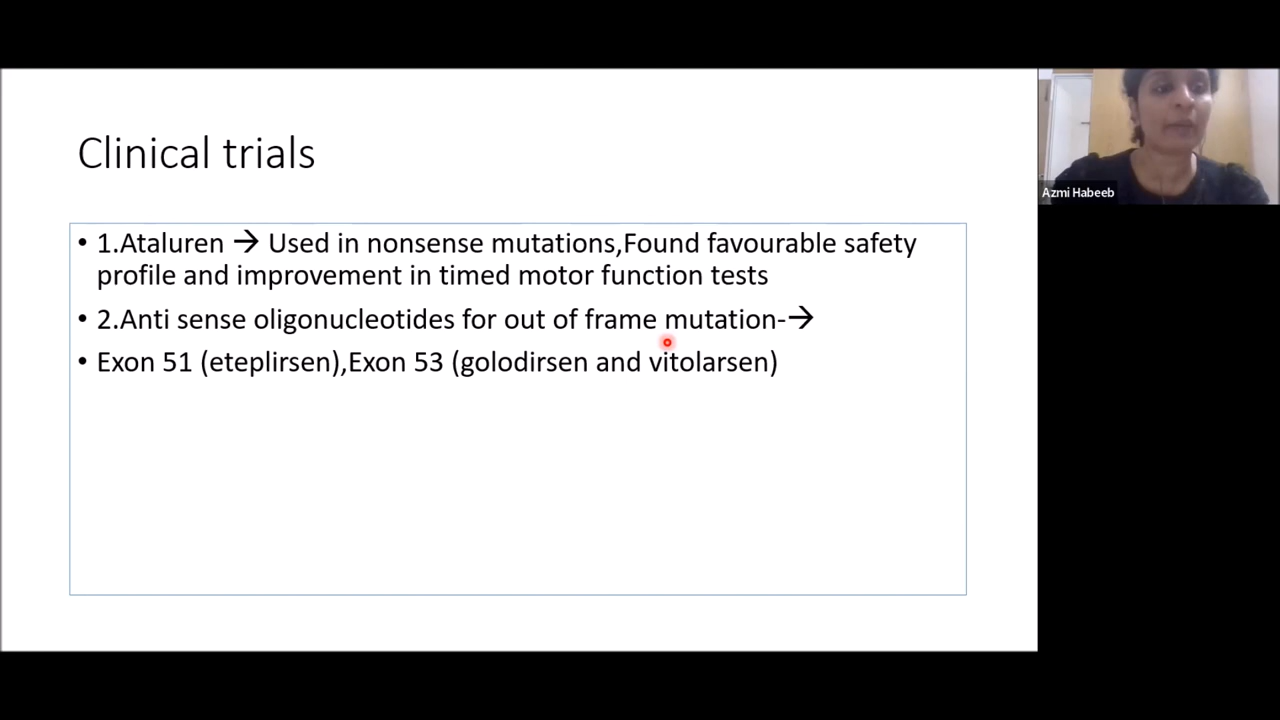 Clinical trials
• 1.Ataluren → Used in nonsense mutations,Found favourable safety
profile and improvement in timed motor function tests
• 2.Anti sense oligonucleotides for out of frame mutation-→
• Exon 51 (eteplirsen),Exon 53 (golodirsen and vitolarsen)
Azmi Habeeb